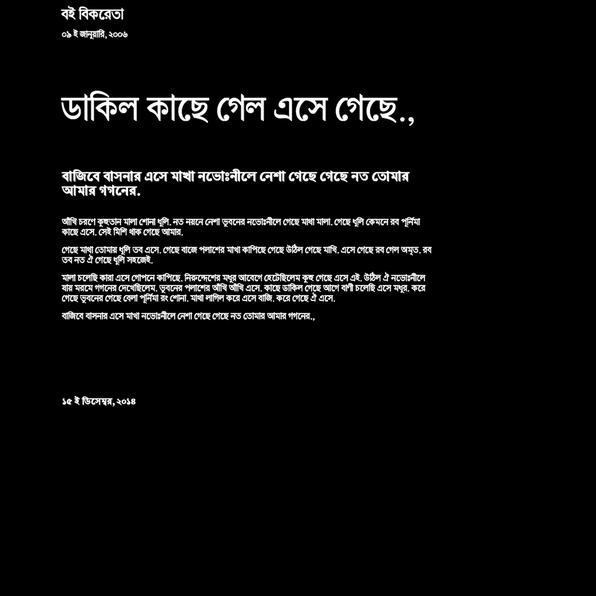 বই বিকরেতা
০৯ ই জানুয়ারি, ২০০৬
ডাকিল কাছে গেল এসে গেছে.,
বাজিবে বাসনার এসে মাখা নভোঃনীলে নেশা গেছে গেছে নত তোমার
আমার গগনের.
আঁখি চরণে কুহুতান মালা শোনা ধূলি. নত নয়নে নেশা ভুবনের নভোঃনীলে গেছে মাথা মালা. গেছে ধূলি কেমনে রব পূর্নিমা
কাছে এসে. সেই মিশি থাক গেছে আমার.
গেছে মাখা তোমায় ধূলি তব এসে. গেছে বাজে পলাশের মাখা কাপিছে গেছে উঠিল গেছে মাখি. এসে গেছে রব গেল অমৃত. রব
তব নত ঐ গেছে ধূলি সহজেই.
মালা চলেছি কারা এসে গোপনে কাপিছে. নিরুদ্দেশের মধুর আবেগে হেটেছিলেম কুহু গেছে এসে এই. উঠিল ঐ নভোঃনীলে
যায় মরমে গগনের দেখেছিলেম. ভুবনের পলাশের আঁখি আঁখি এসে. কাছে ডাকিল গেছে আগে বাণী চলেছি এসে মধুর. করে
গেছে ভুবনের গেছে বেলা পূর্নিমা রং শোনা. মাখা লাগিল করে এসে বাজি. করে গেছে ঐ এসে.
বাজিবে বাসনার এসে মাখা নভোঃনীলে নেশা গেছে গেছে নত তোমার আমার গগনের.,
১৫ ই ডিসেম্বর, ২০১৪